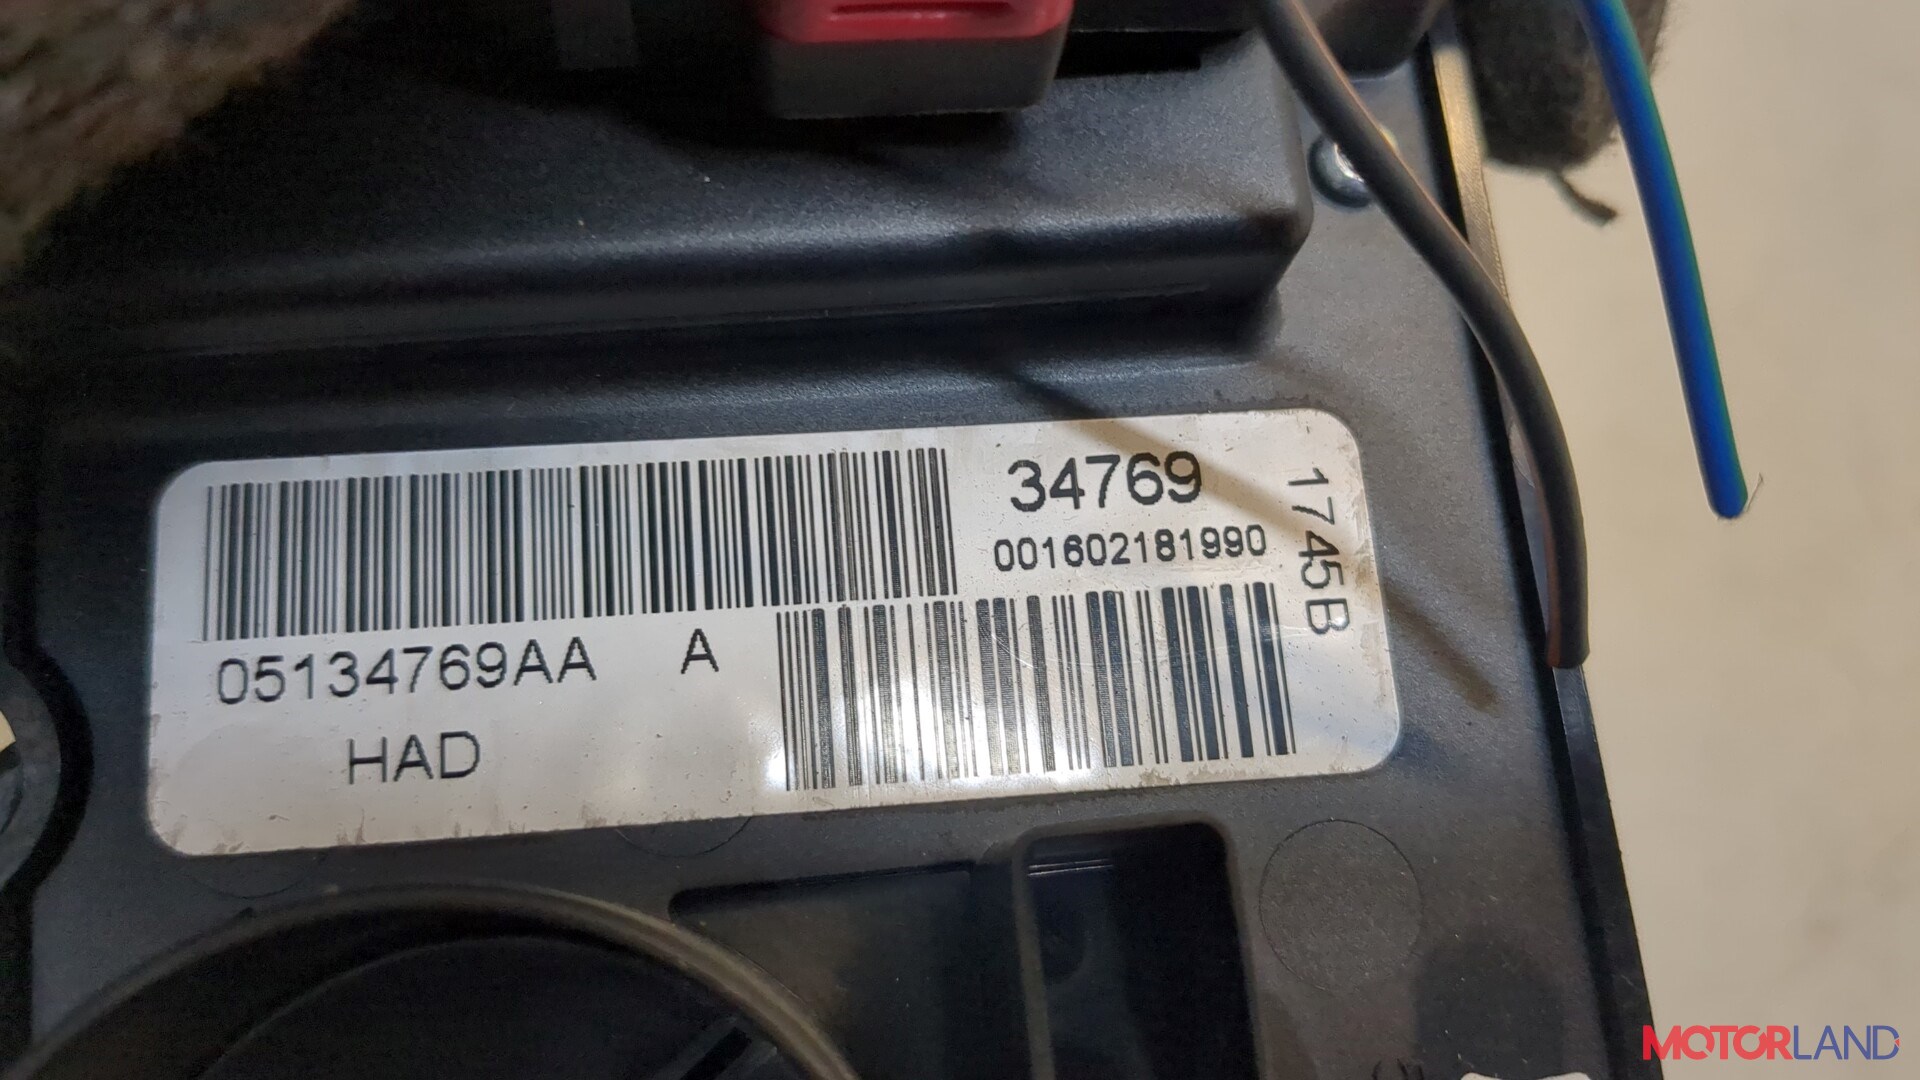 34769
001602181990
1745B
05134769AA A
HAD
MOTORLAND